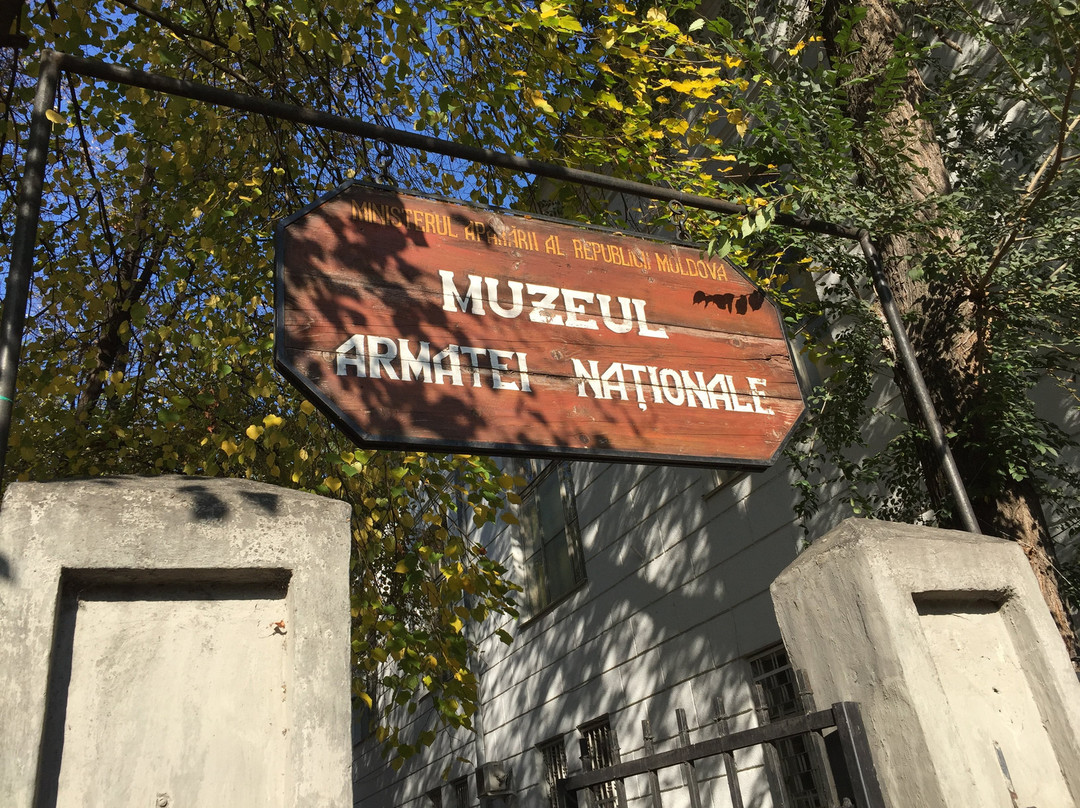 MINISTERUL APĂRĂRII AL REPUBLICII MOLDOVA
MUZEUL
ARMATEI NAȚIONALE